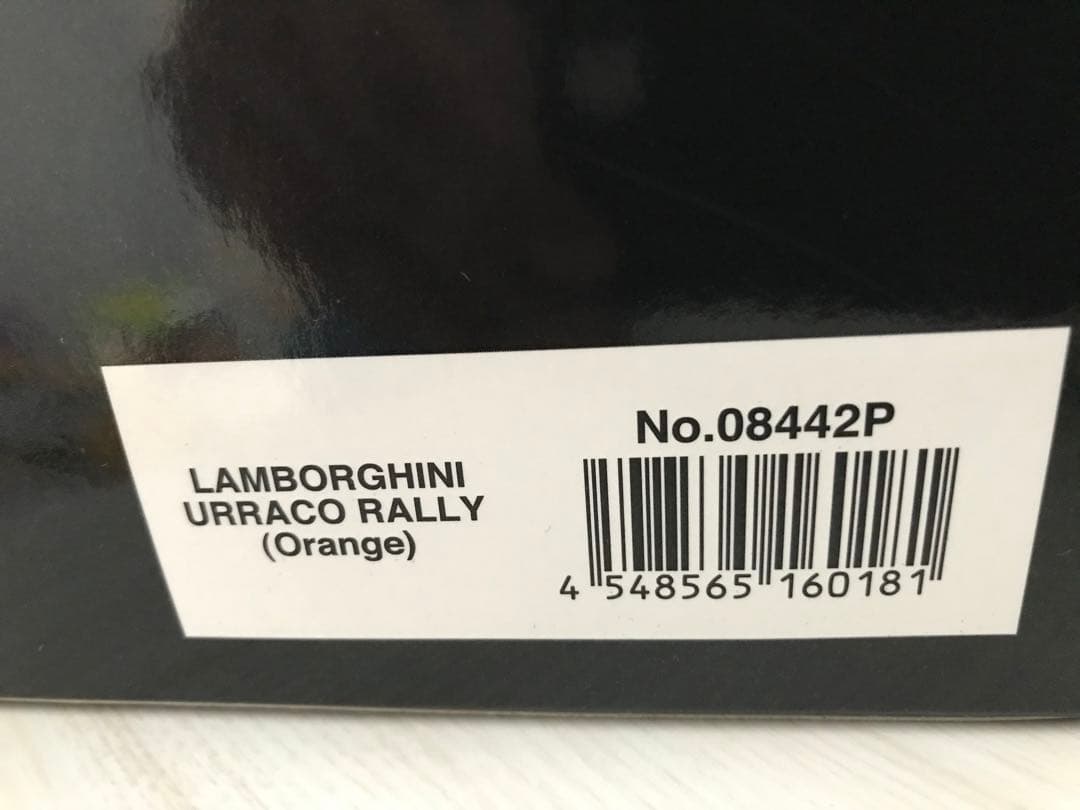 LAMBORGHINI
URRACO RALLY
(Orange)
No.08442P
4 548565 160181